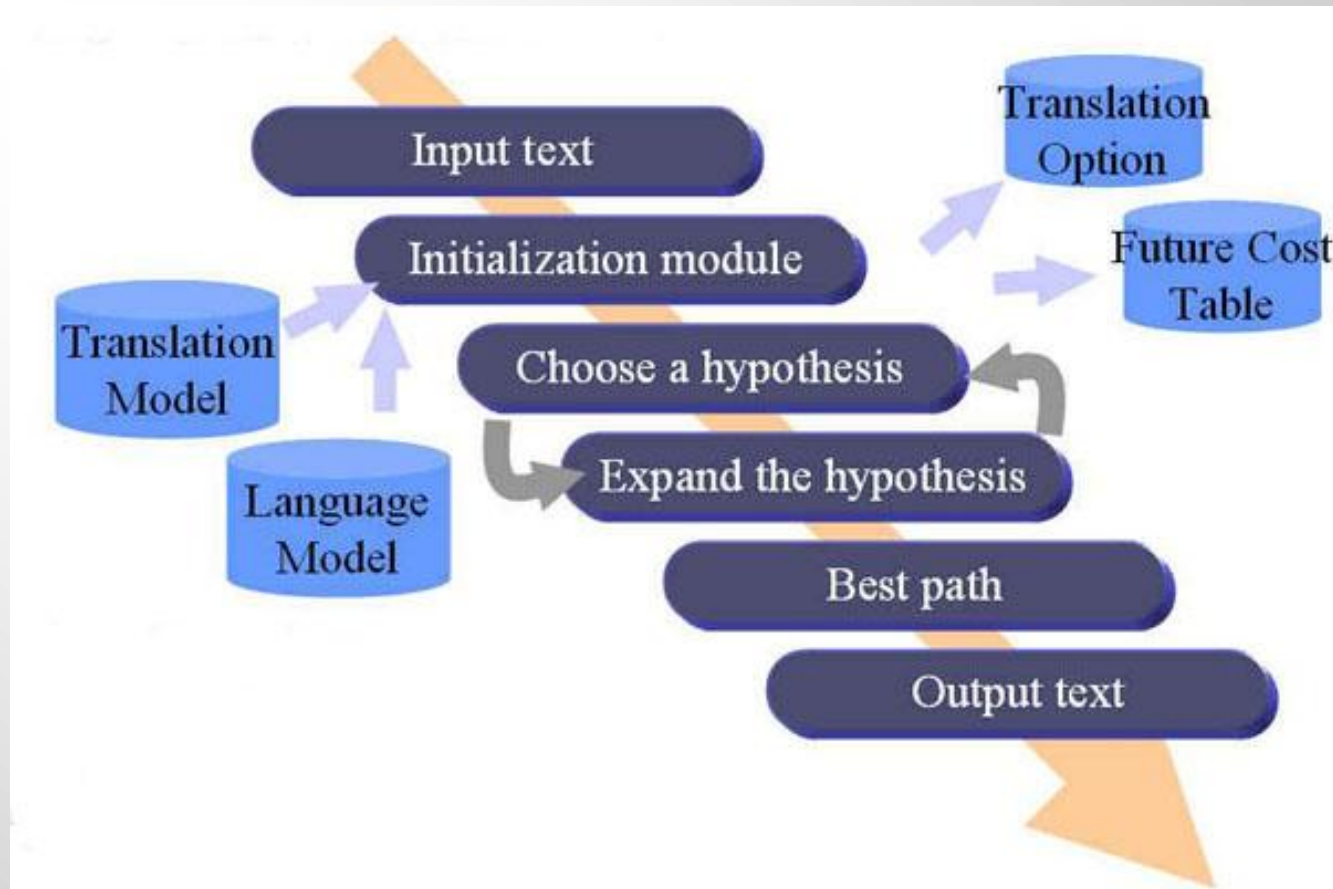 Input text
Translation
Option
Initialization module
Future Cost
Table
Translation
Model
Choose a hypothesis
Expand the hypothesis
Language
Model
Best path
Output text